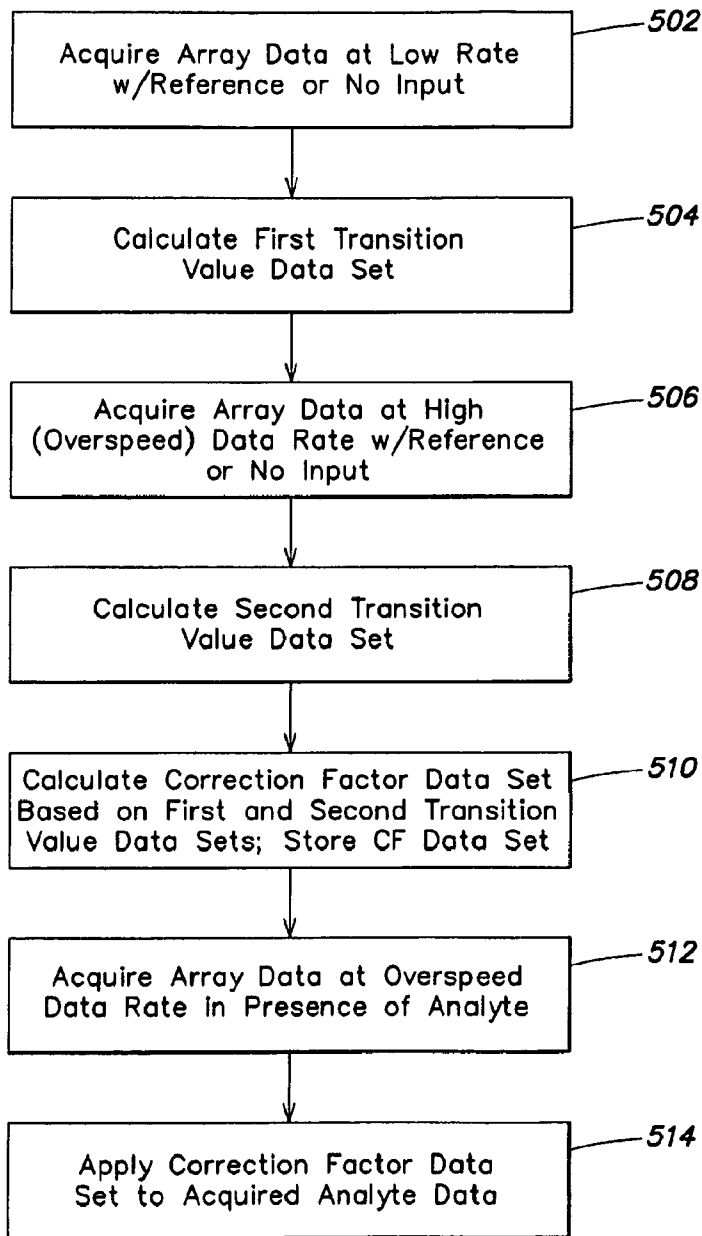 502
Acquire Array Data at Low Rate
w/Reference or No Input
504
Calculate First Transition
Value Data Set
506
Acquire Array Data at High
(Overspeed) Data Rate w/Reference
or No Input
508
Calculate Second Transition
Value Data Set
510
Calculate Correction Factor Data Set
Based on First and Second Transition
Value Data Sets; Store CF Data Set
512
Acquire Array Data at Overspeed
Data Rate in Presence of Analyte
514
Apply Correction Factor Data
Set to Acquired Analyte Data